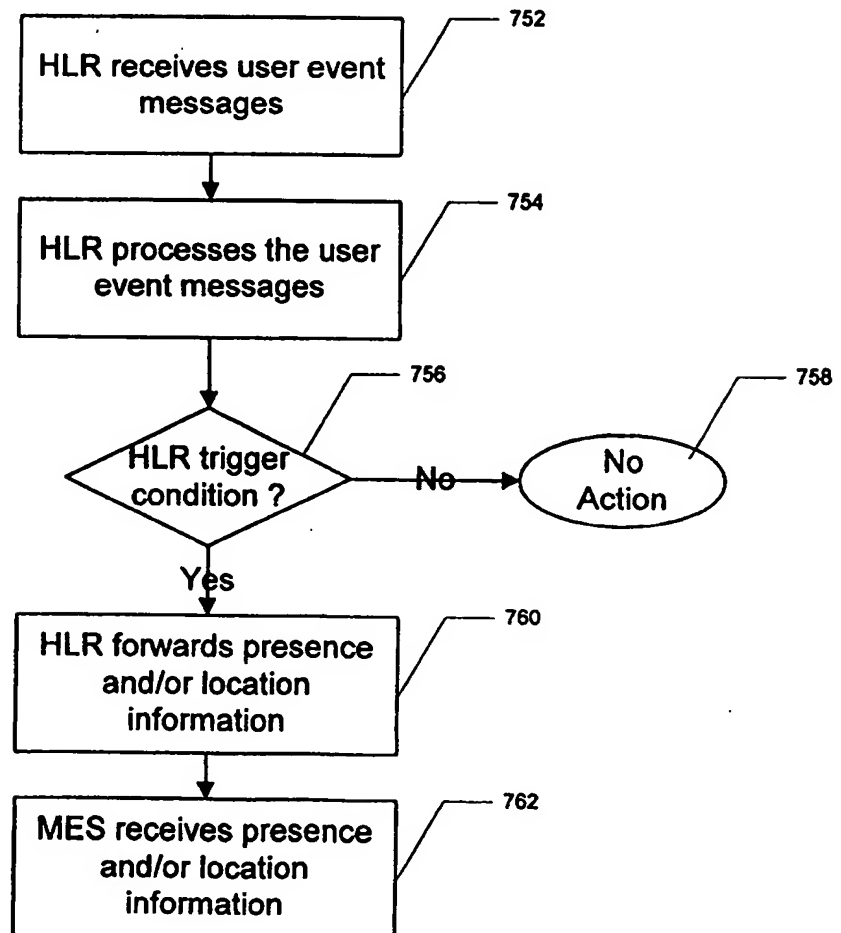 752
HLR receives user event
messages
754
HLR processes the user
event messages
756
HLR trigger
condition ?
No
758
No
Action
Yes
760
HLR forwards presence
and/or location
information
762
MES receives presence
and/or location
information